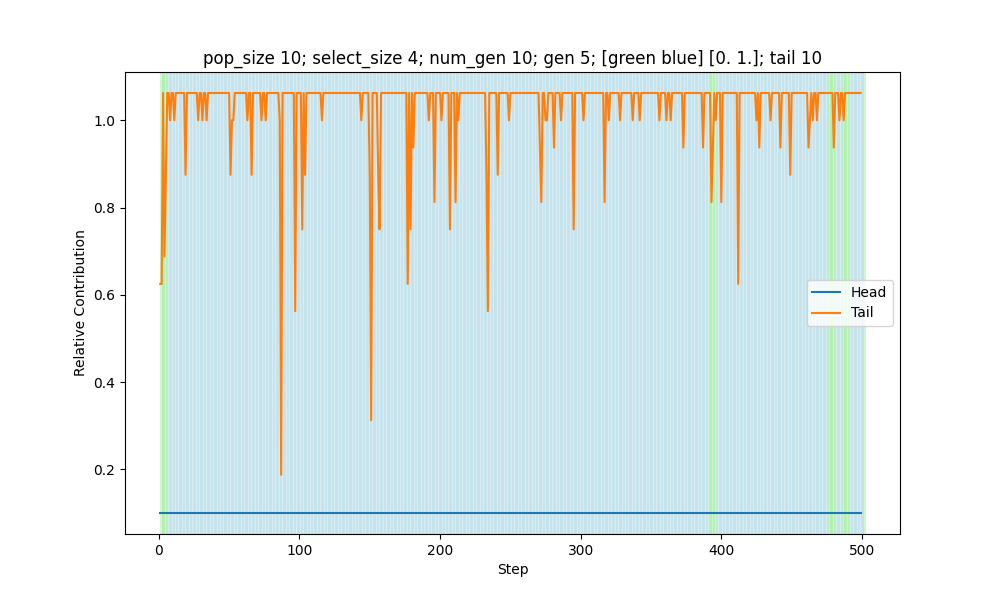 pop_size 10; select_size 4; num_gen 10; gen 5; [green blue] [0. 1.]; tail 10
1.0
0.8
0.6
0.4
0.2
Relative Contribution
Head
Tail
0 100 200 300 400 500
Step